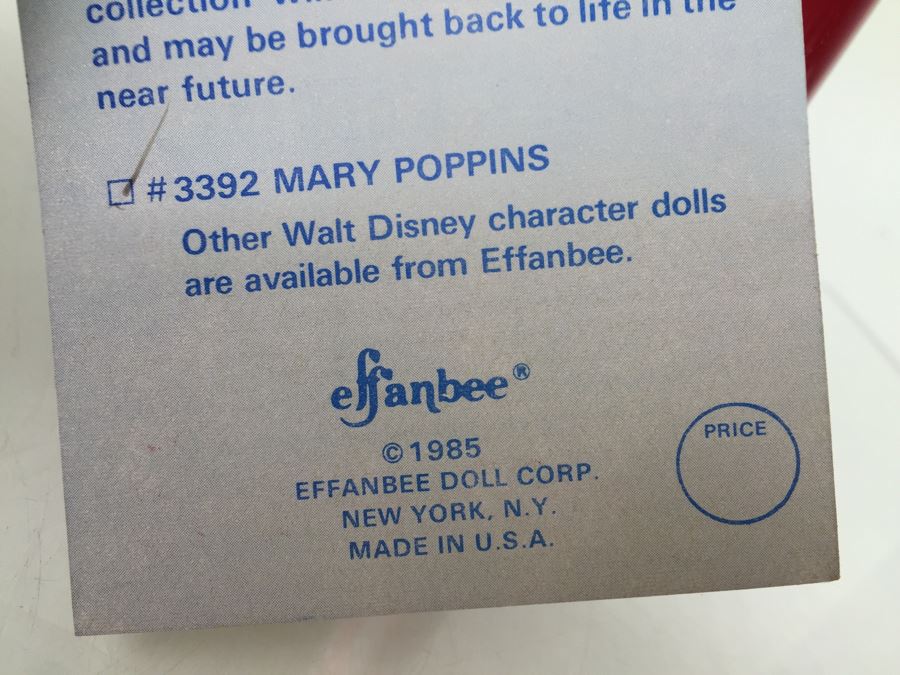 collection
and may be brought back to life in the
near future.
☐ #3392 MARY POPPINS
Other Walt Disney character dolls
are available from Effanbee.
effanbee®
© 1985
EFFANBEE DOLL CORP.
NEW YORK, N.Y.
MADE IN U.S.A.
PRICE